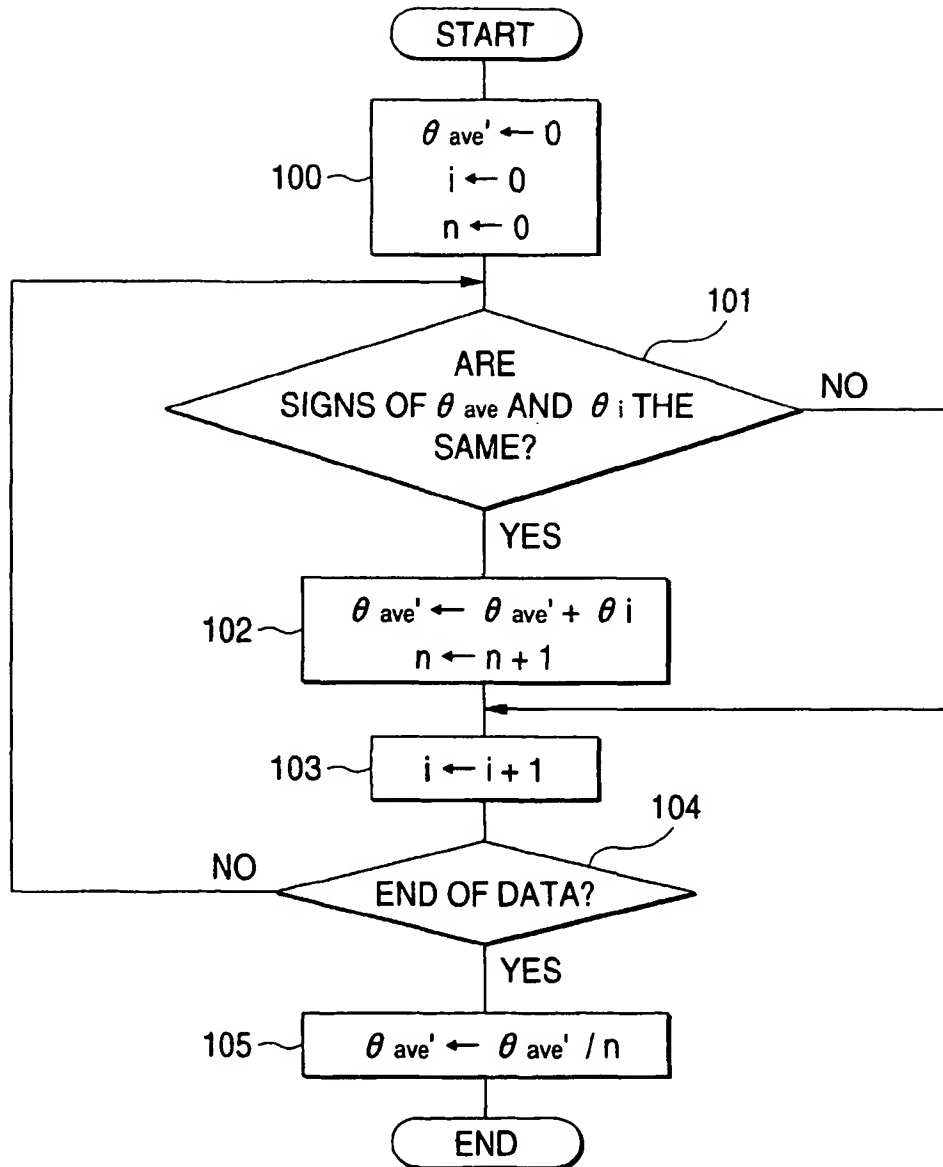 START
θ ave' ← 0
i ← 0
n ← 0
100
101
ARE
SIGNS OF θ ave AND θ i THE
SAME?
NO
YES
θ ave' ← θ ave' + θ i
n ← n + 1
102
i ← i + 1
103
104
NO
END OF DATA?
YES
θ ave' ← θ ave' / n
105
END